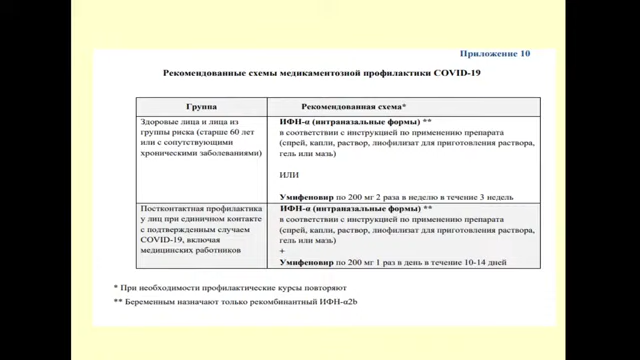 Приложение 10
Рекомендованные схемы медикаментозной профилактики COVID-19
Группа
Рекомендованная схема*
Здоровые лица и лица из
группы риска (старше 60 лет
или с сопутствующими
хроническими заболеваниями)
ИФН-α (интраназальные формы) **
в соответствии с инструкцией по применению препарата
(спрей, капли, раствор, лиофилизат для приготовления раствора,
гель или мазь)
ИЛИ
Умифеновир по 200 мг 2 раза в неделю в течение 3 недель
Постконтактная профилактика
у лиц при единичном контакте
с подтвержденным случаем
COVID-19, включая
медицинских работников
ИФН-α (интраназальные формы) **
в соответствии с инструкцией по применению препарата
(спрей, капли, раствор, лиофилизат для приготовления раствора,
гель или мазь)
+
Умифеновир по 200 мг 1 раз в день в течение 10-14 дней
* При необходимости профилактические курсы повторяют
** Беременным назначают только рекомбинантный ИФН-α2b